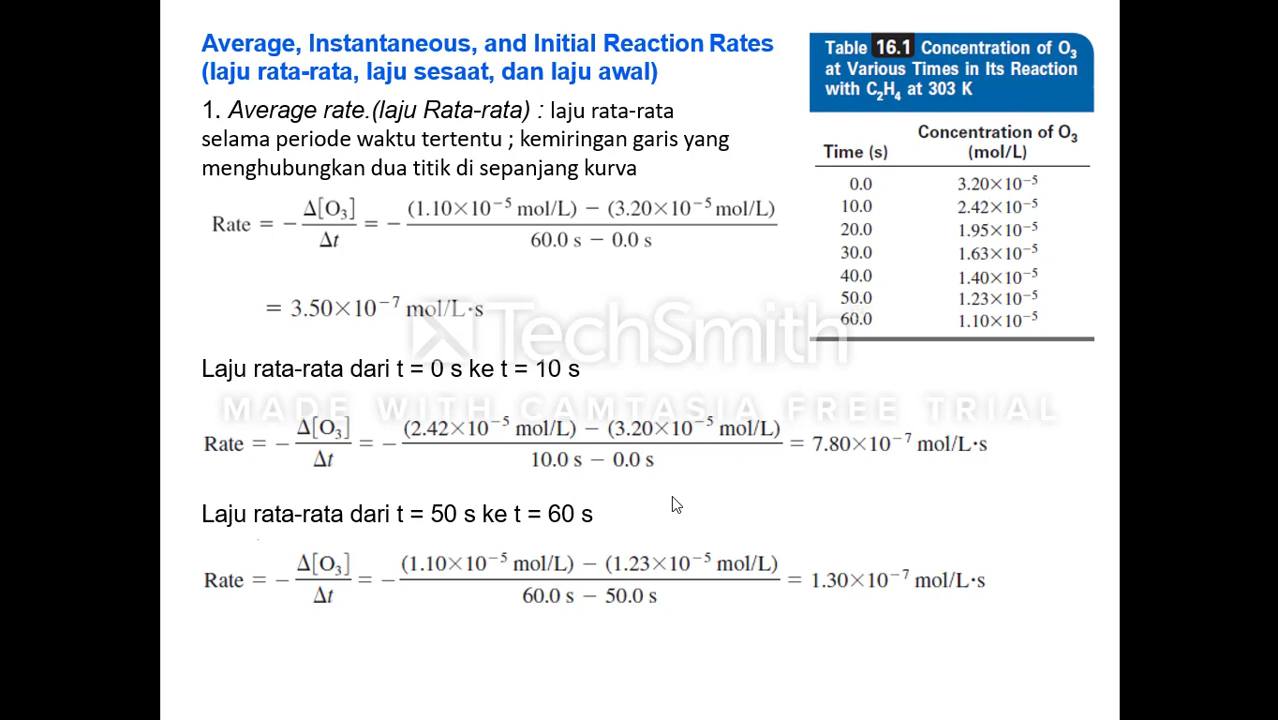 Average, Instantaneous, and Initial Reaction Rates
(laju rata-rata, laju sesaat, dan laju awal)
1. Average rate.(laju Rata-rata) : laju rata-rata
selama periode waktu tertentu ; kemiringan garis yang
menghubungkan dua titik di sepanjang kurva
Rate = − Δ[O₃]/Δt = − (1.10×10⁻⁵ mol/L) − (3.20×10⁻⁵ mol/L) / 60.0 s − 0.0 s
= 3.50×10⁻⁷ mol/L·s
Laju rata-rata dari t = 0 s ke t = 10 s
Rate = − Δ[O₃]/Δt = − (2.42×10⁻⁵ mol/L) − (3.20×10⁻⁵ mol/L) / 10.0 s − 0.0 s = 7.80×10⁻⁷ mol/L·s
Laju rata-rata dari t = 50 s ke t = 60 s
Rate = − Δ[O₃]/Δt = − (1.10×10⁻⁵ mol/L) − (1.23×10⁻⁵ mol/L) / 60.0 s − 50.0 s = 1.30×10⁻⁷ mol/L·s
Table 16.1 Concentration of O₃
at Various Times in Its Reaction
with C₂H₄ at 303 K
Concentration of O₃
Time (s) (mol/L)
0.0 3.20×10⁻⁵
10.0 2.42×10⁻⁵
20.0 1.95×10⁻⁵
30.0 1.63×10⁻⁵
40.0 1.40×10⁻⁵
50.0 1.23×10⁻⁵
60.0 1.10×10⁻⁵
TechSmith
MADE WITH CAMTASIA FREE TRIAL